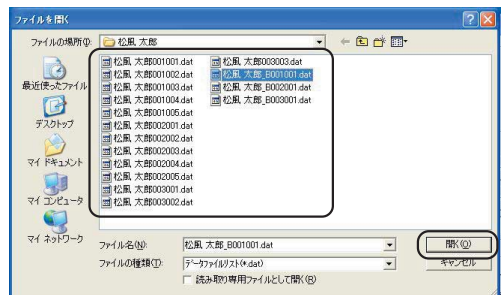 ファイルを開く
ファイルの場所(I): 松風 太郎
最近使ったファイル
デスクトップ
マイ ドキュメント
マイ コンピュータ
マイ ネットワーク
松風 太郎001001.dat
松風 太郎001002.dat
松風 太郎001003.dat
松風 太郎001004.dat
松風 太郎001005.dat
松風 太郎002001.dat
松風 太郎002002.dat
松風 太郎002003.dat
松風 太郎002004.dat
松風 太郎002005.dat
松風 太郎003001.dat
松風 太郎003002.dat
松風 太郎003003.dat
松風 太郎_B001001.dat
松風 太郎_B002001.dat
松風 太郎_B003001.dat
ファイル名(N): 松風 太郎_B001001.dat 開く(O)
ファイルの種類(T): データファイルリスト(*.dat) キャンセル
読み取り専用ファイルとして開く(R)